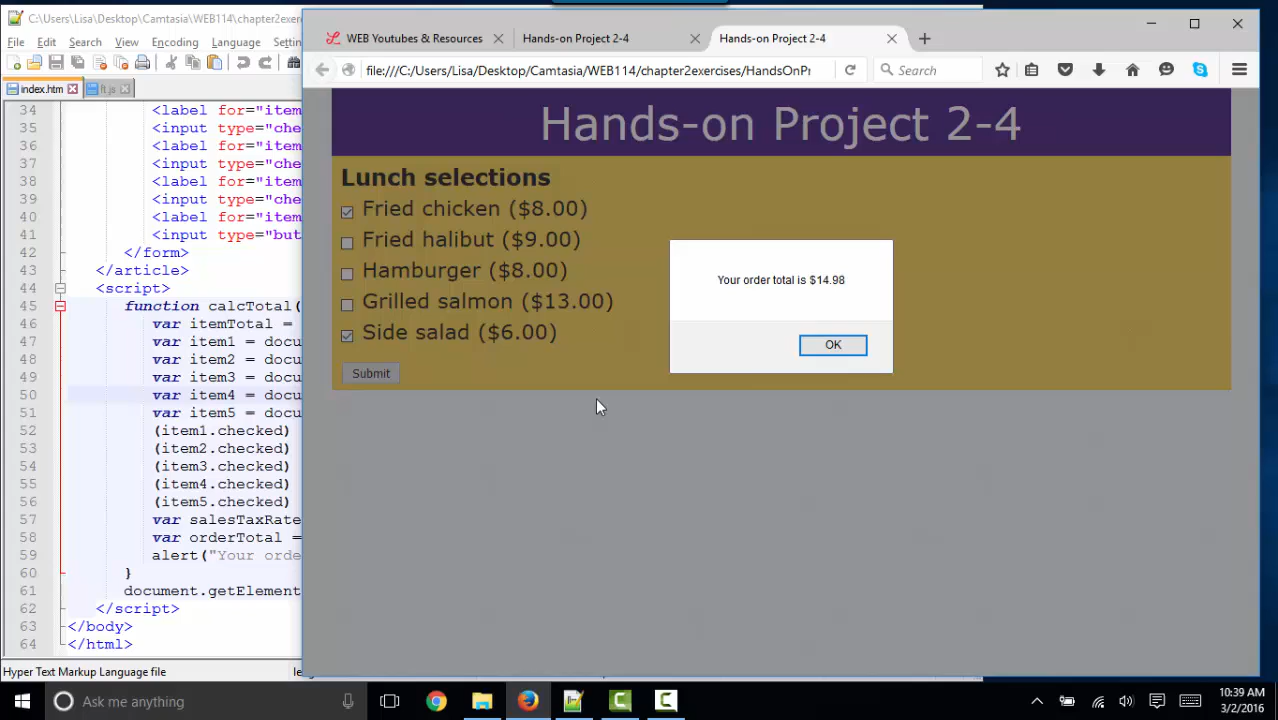 C:\Users\Lisa\Desktop\Camtasia\WEB114\chapter2exerc
File Edit Search View Encoding Language Settin
index.htm ft.js
34 <label for="item
35 <input type="che
36 <label for="item
37 <input type="che
38 <label for="item
39 <input type="che
40 <label for="item
41 <input type="but
42 </form>
43 </article>
44 <script>
45 function calcTotal(
46 var itemTotal =
47 var item1 = docu
48 var item2 = docu
49 var item3 = docu
50 var item4 = docu
51 var item5 = docu
52 (item1.checked)
53 (item2.checked)
54 (item3.checked)
55 (item4.checked)
56 (item5.checked)
57 var salesTaxRate
58 var orderTotal =
59 alert("Your orde
60 }
61 document.getElement
62 </script>
63 </body>
64 </html>
Hyper Text Markup Language file
WEB Youtubes & Resources
Hands-on Project 2-4
Hands-on Project 2-4
file:///C:/Users/Lisa/Desktop/Camtasia/WEB114/chapter2exercises/HandsOnPr
Search
Hands-on Project 2-4
Lunch selections
Fried chicken ($8.00)
Fried halibut ($9.00)
Hamburger ($8.00)
Grilled salmon ($13.00)
Side salad ($6.00)
Submit
Your order total is $14.98
OK
Ask me anything
10:39 AM
3/2/2016